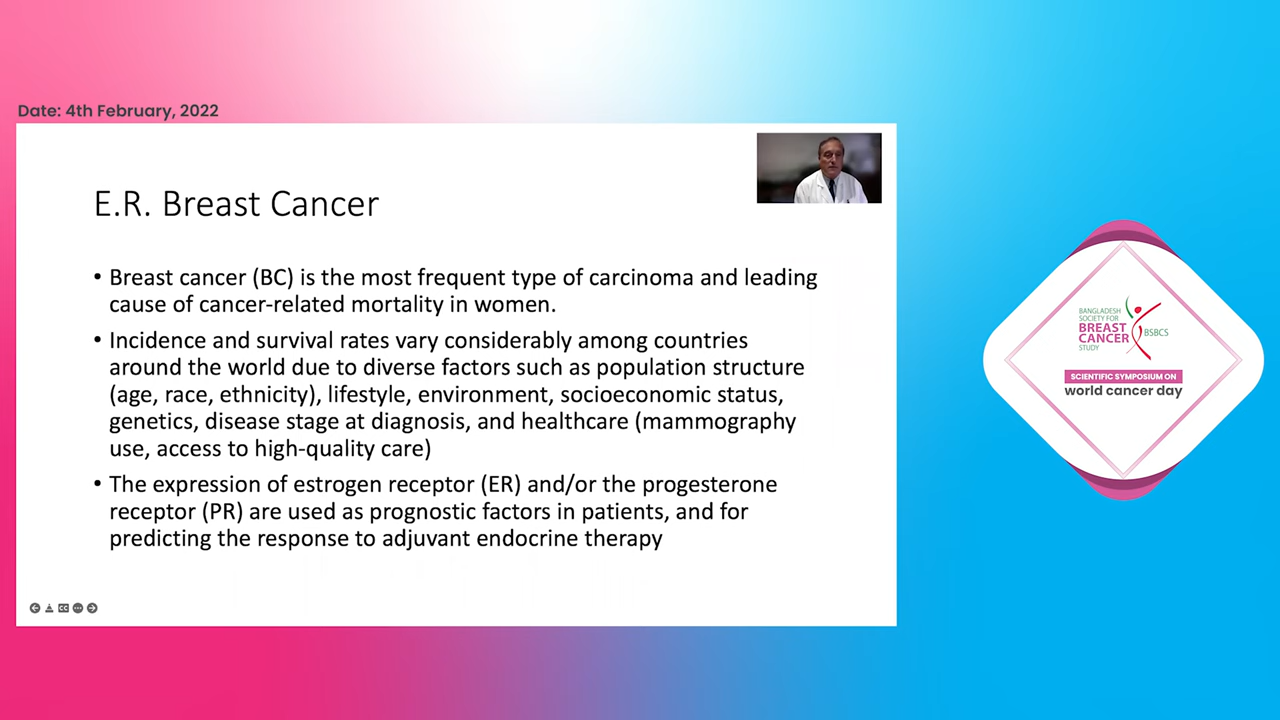 Date: 4th February, 2022
E.R. Breast Cancer
• Breast cancer (BC) is the most frequent type of carcinoma and leading
cause of cancer-related mortality in women.
• Incidence and survival rates vary considerably among countries
around the world due to diverse factors such as population structure
(age, race, ethnicity), lifestyle, environment, socioeconomic status,
genetics, disease stage at diagnosis, and healthcare (mammography
use, access to high-quality care)
• The expression of estrogen receptor (ER) and/or the progesterone
receptor (PR) are used as prognostic factors in patients, and for
predicting the response to adjuvant endocrine therapy
BANGLADESH
SOCIETY FOR
BREAST
CANCER
STUDY
BSBCS
SCIENTIFIC SYMPOSIUM ON
world cancer day